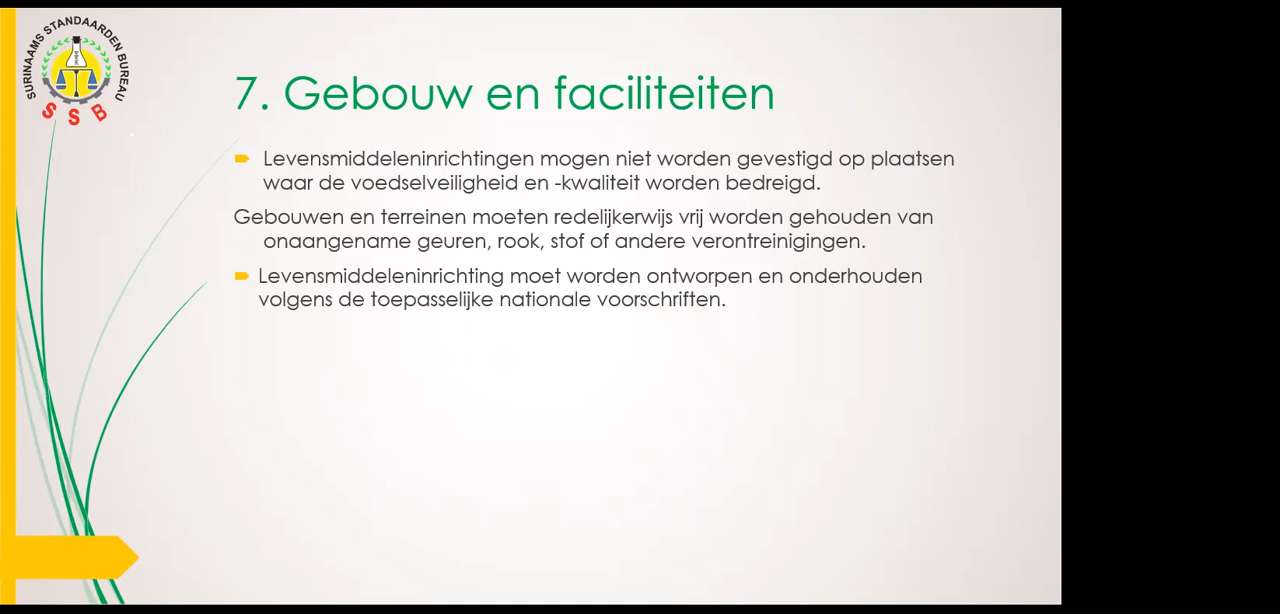 SURINAAMS STANDAARDEN BUREAU
S S B
7. Gebouw en faciliteiten
Levensmiddeleninrichtingen mogen niet worden gevestigd op plaatsen
waar de voedselveiligheid en -kwaliteit worden bedreigd.
Gebouwen en terreinen moeten redelijkerwijs vrij worden gehouden van
onaangename geuren, rook, stof of andere verontreinigingen.
Levensmiddeleninrichting moet worden ontworpen en onderhouden
volgens de toepasselijke nationale voorschriften.